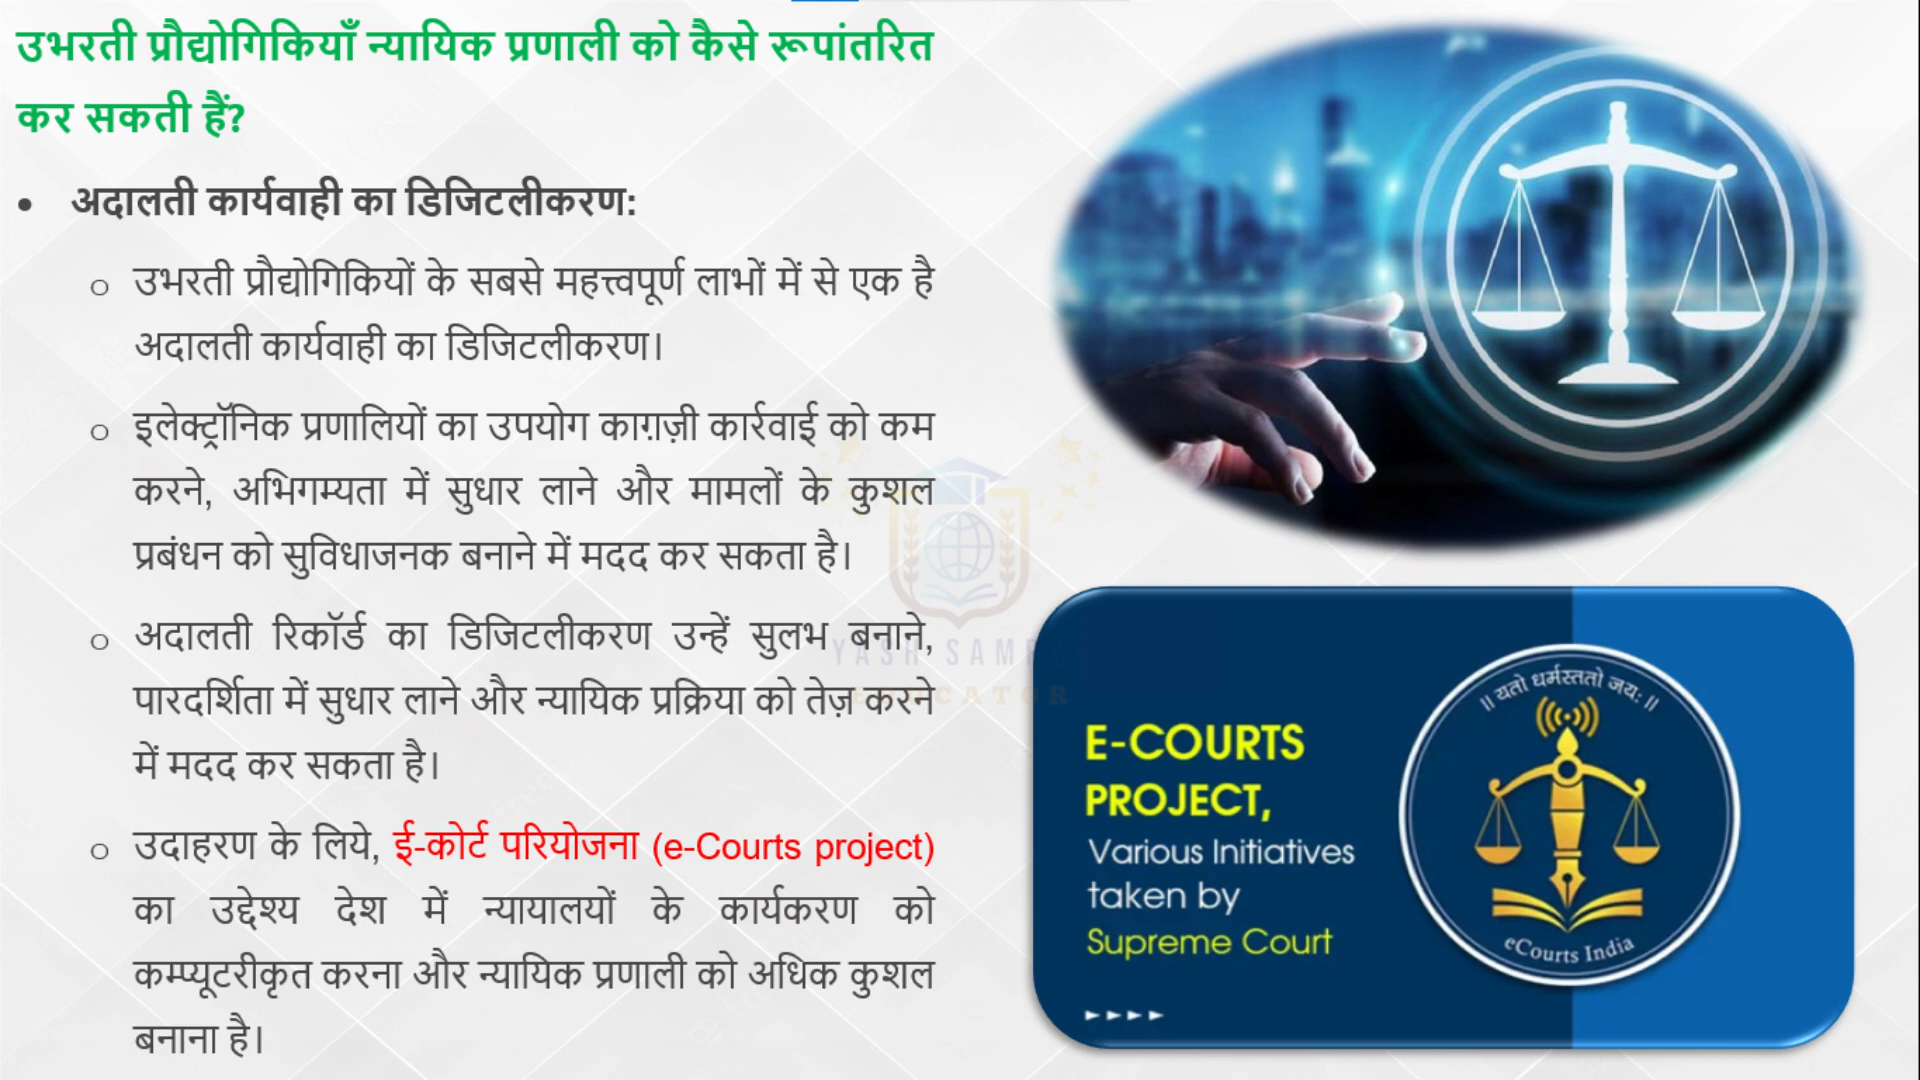 उभरती प्रौद्योगिकियाँ न्यायिक प्रणाली को कैसे रूपांतरित
कर सकती हैं?
• अदालती कार्यवाही का डिजिटलीकरण:
o उभरती प्रौद्योगिकियों के सबसे महत्त्वपूर्ण लाभों में से एक है
अदालती कार्यवाही का डिजिटलीकरण।
o इलेक्ट्रॉनिक प्रणालियों का उपयोग काग़ज़ी कार्रवाई को कम
करने, अभिगम्यता में सुधार लाने और मामलों के कुशल
प्रबंधन को सुविधाजनक बनाने में मदद कर सकता है।
o अदालती रिकॉर्ड का डिजिटलीकरण उन्हें सुलभ बनाने,
पारदर्शिता में सुधार लाने और न्यायिक प्रक्रिया को तेज़ करने
में मदद कर सकता है।
o उदाहरण के लिये, ई-कोर्ट परियोजना (e-Courts project)
का उद्देश्य देश में न्यायालयों के कार्यकरण को
कम्प्यूटरीकृत करना और न्यायिक प्रणाली को अधिक कुशल
बनाना है।
YASH SAMP
EDUCATOR
E-COURTS
PROJECT,
Various Initiatives
taken by
Supreme Court
॥ यतो धर्मस्ततो जय: ॥
eCourts India